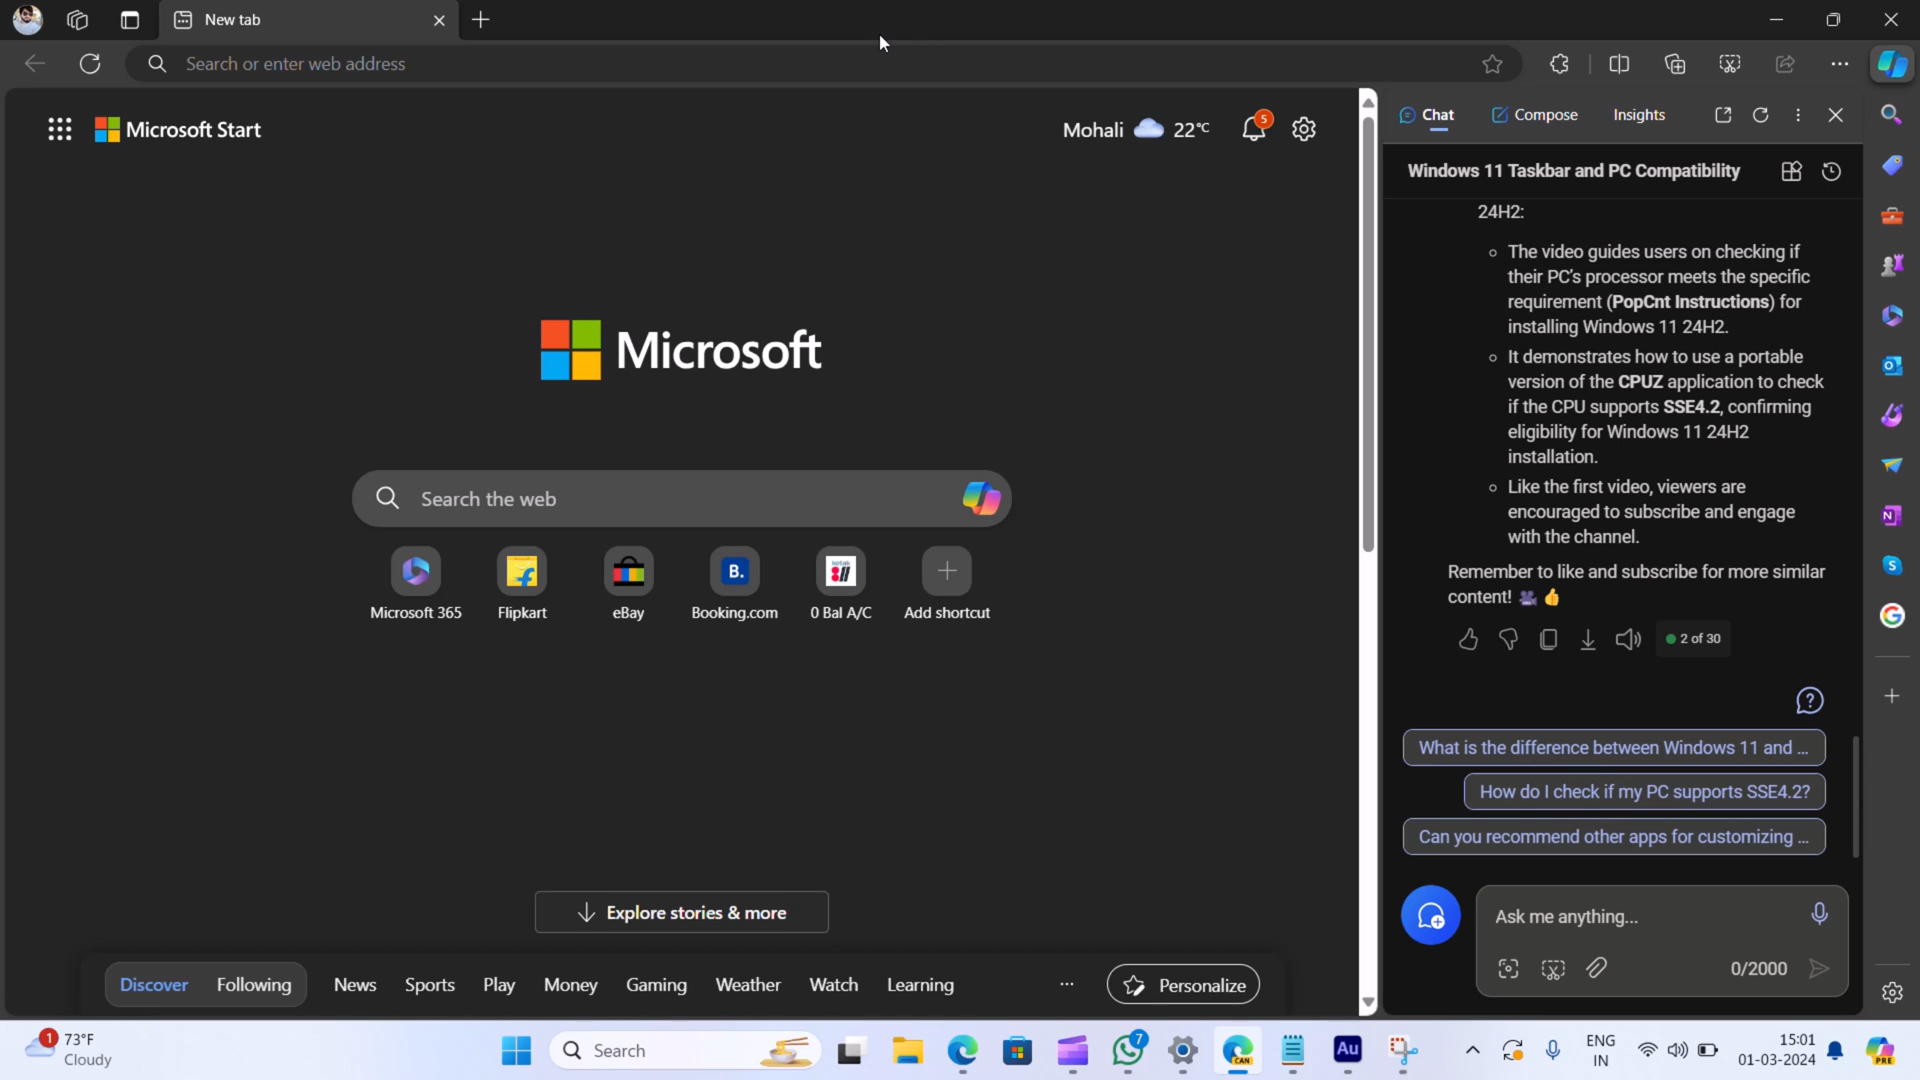 New tab
Search or enter web address
Microsoft Start
Mohali 22°C
5
Microsoft
Search the web
Microsoft 365
Flipkart
eBay
B.
Booking.com
kotak
811
0 Bal A/C
Add shortcut
Explore stories & more
Discover Following News Sports Play Money Gaming Weather Watch Learning ... Personalize
Chat Compose Insights
Windows 11 Taskbar and PC Compatibility
24H2:
The video guides users on checking if
their PC's processor meets the specific
requirement (PopCnt Instructions) for
installing Windows 11 24H2.
It demonstrates how to use a portable
version of the CPUZ application to check
if the CPU supports SSE4.2, confirming
eligibility for Windows 11 24H2
installation.
Like the first video, viewers are
encouraged to subscribe and engage
with the channel.
Remember to like and subscribe for more similar
content! 🎥 👍
2 of 30
What is the difference between Windows 11 and ...
How do I check if my PC supports SSE4.2?
Can you recommend other apps for customizing ...
Ask me anything...
0/2000
1
73°F
Cloudy
Search
7
CAN
Au
ENG
IN
15:01
01-03-2024
PRE